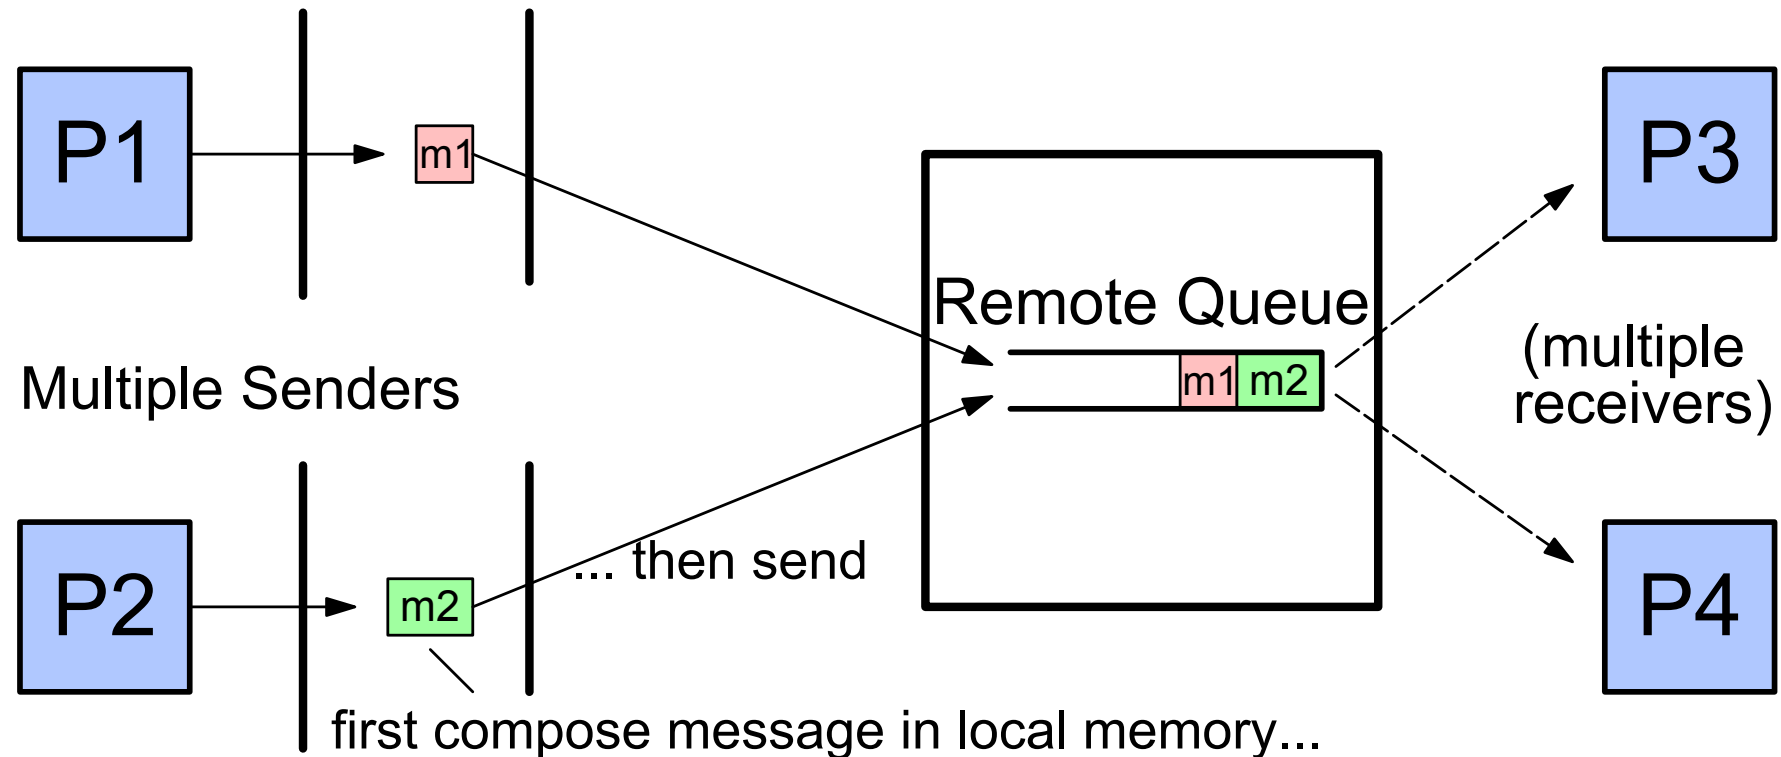 P1
m1
P3
Remote Queue
m1 m2
(multiple
receivers)
Multiple Senders
... then send
P2
m2
P4
first compose message in local memory...